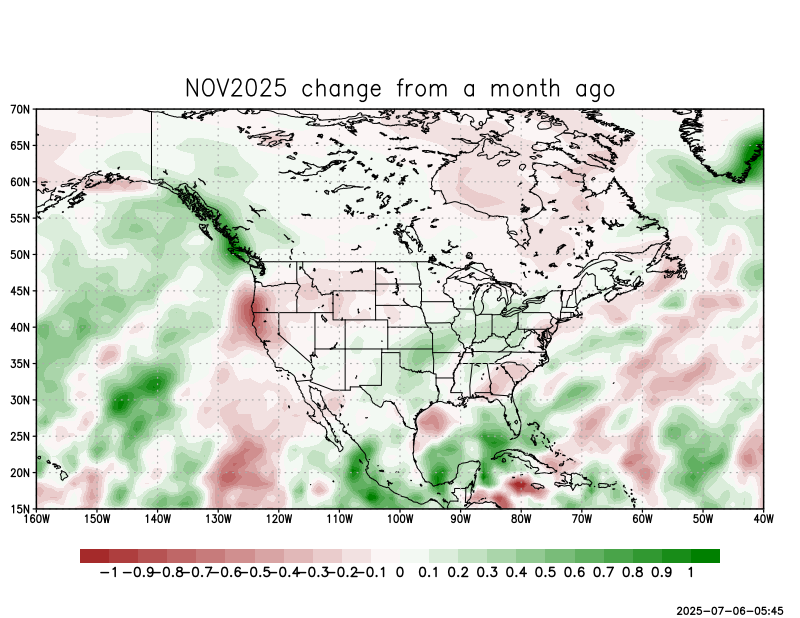 NOV2025 change from a month ago
70N
65N
60N
55N
50N
45N
40N
35N
30N
25N
20N
15N
160W 150W 140W 130W 120W 110W 100W 90W 80W 70W 60W 50W 40W
−1 −0.9 −0.8 −0.7 −0.6 −0.5 −0.4 −0.3 −0.2 −0.1 0 0.1 0.2 0.3 0.4 0.5 0.6 0.7 0.8 0.9 1
2025-07-06-05:45